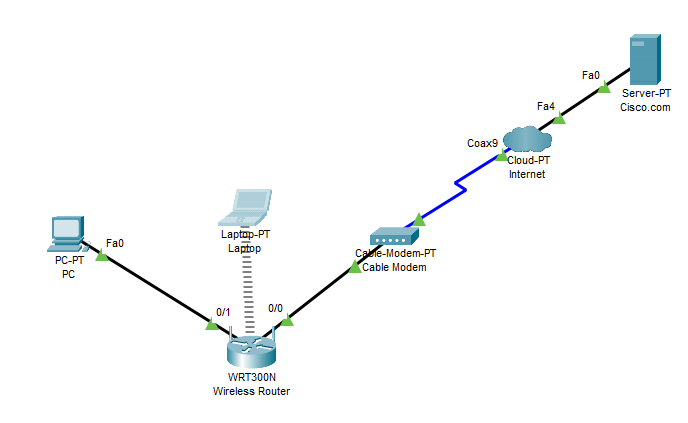 Fa0
Server-PT
Cisco.com
Fa4
Coax9
Cloud-PT
Internet
Laptop-PT
Laptop
Fa0
PC-PT
PC
Cable-Modem-PT
Cable Modem
0/1
0/0
WRT300N
Wireless Router